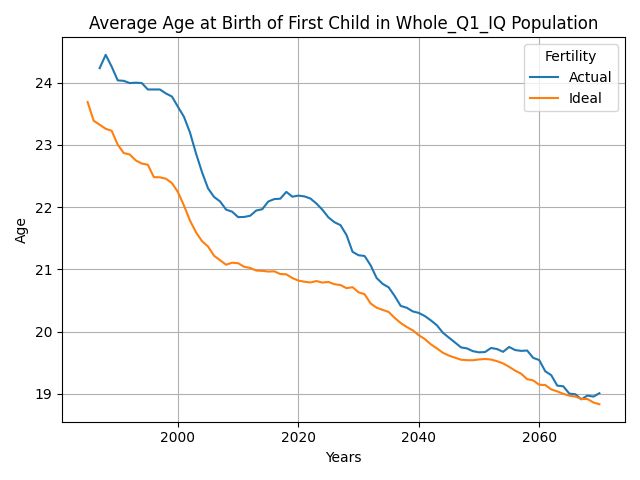 Average Age at Birth of First Child in Whole_Q1_IQ Population
Fertility
Actual
Ideal
24
23
22
21
20
19
Age
2000
2020
2040
2060
Years